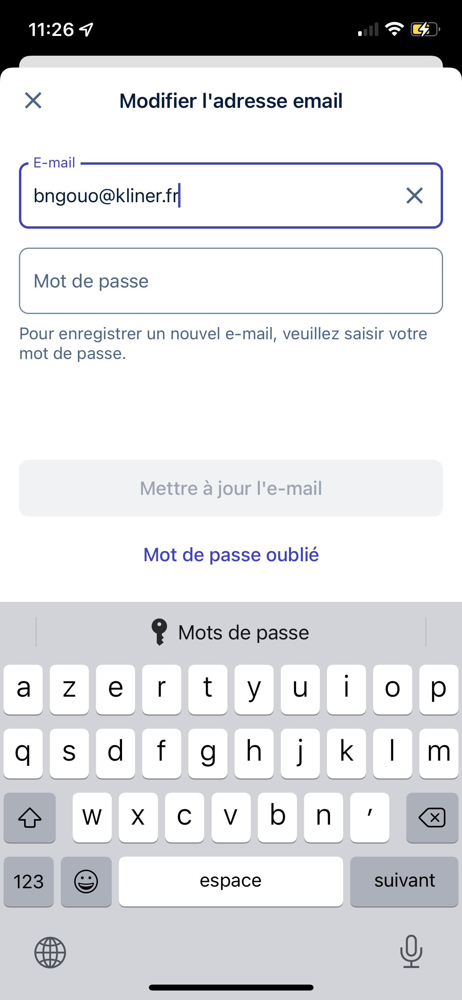 11:26
Modifier l'adresse email
E-mail
bngouo@kliner.fr
Mot de passe
Pour enregistrer un nouvel e-mail, veuillez saisir votre
mot de passe.
Mettre à jour l'e-mail
Mot de passe oublié
Mots de passe
a z e r t y u i o p
q s d f g h j k l m
w x c v b n ’
123 espace suivant